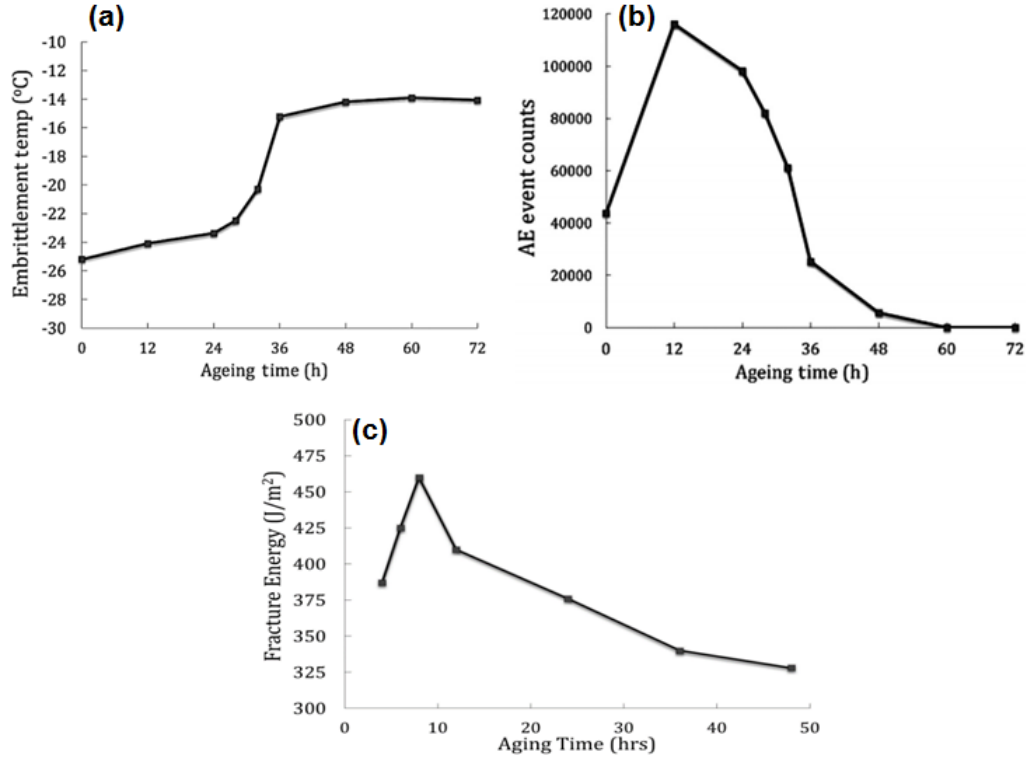 (a)
Embrittlement temp (°C)
-10
-12
-14
-16
-18
-20
-22
-24
-26
-28
-30
0 12 24 36 48 60 72
Ageing time (h)
(b)
AE event counts
120000
100000
80000
60000
40000
20000
0
0 12 24 36 48 60 72
Ageing time (h)
(c)
Fracture Energy (J/m²)
500
475
450
425
400
375
350
325
300
0 10 20 30 40 50
Aging Time (hrs)